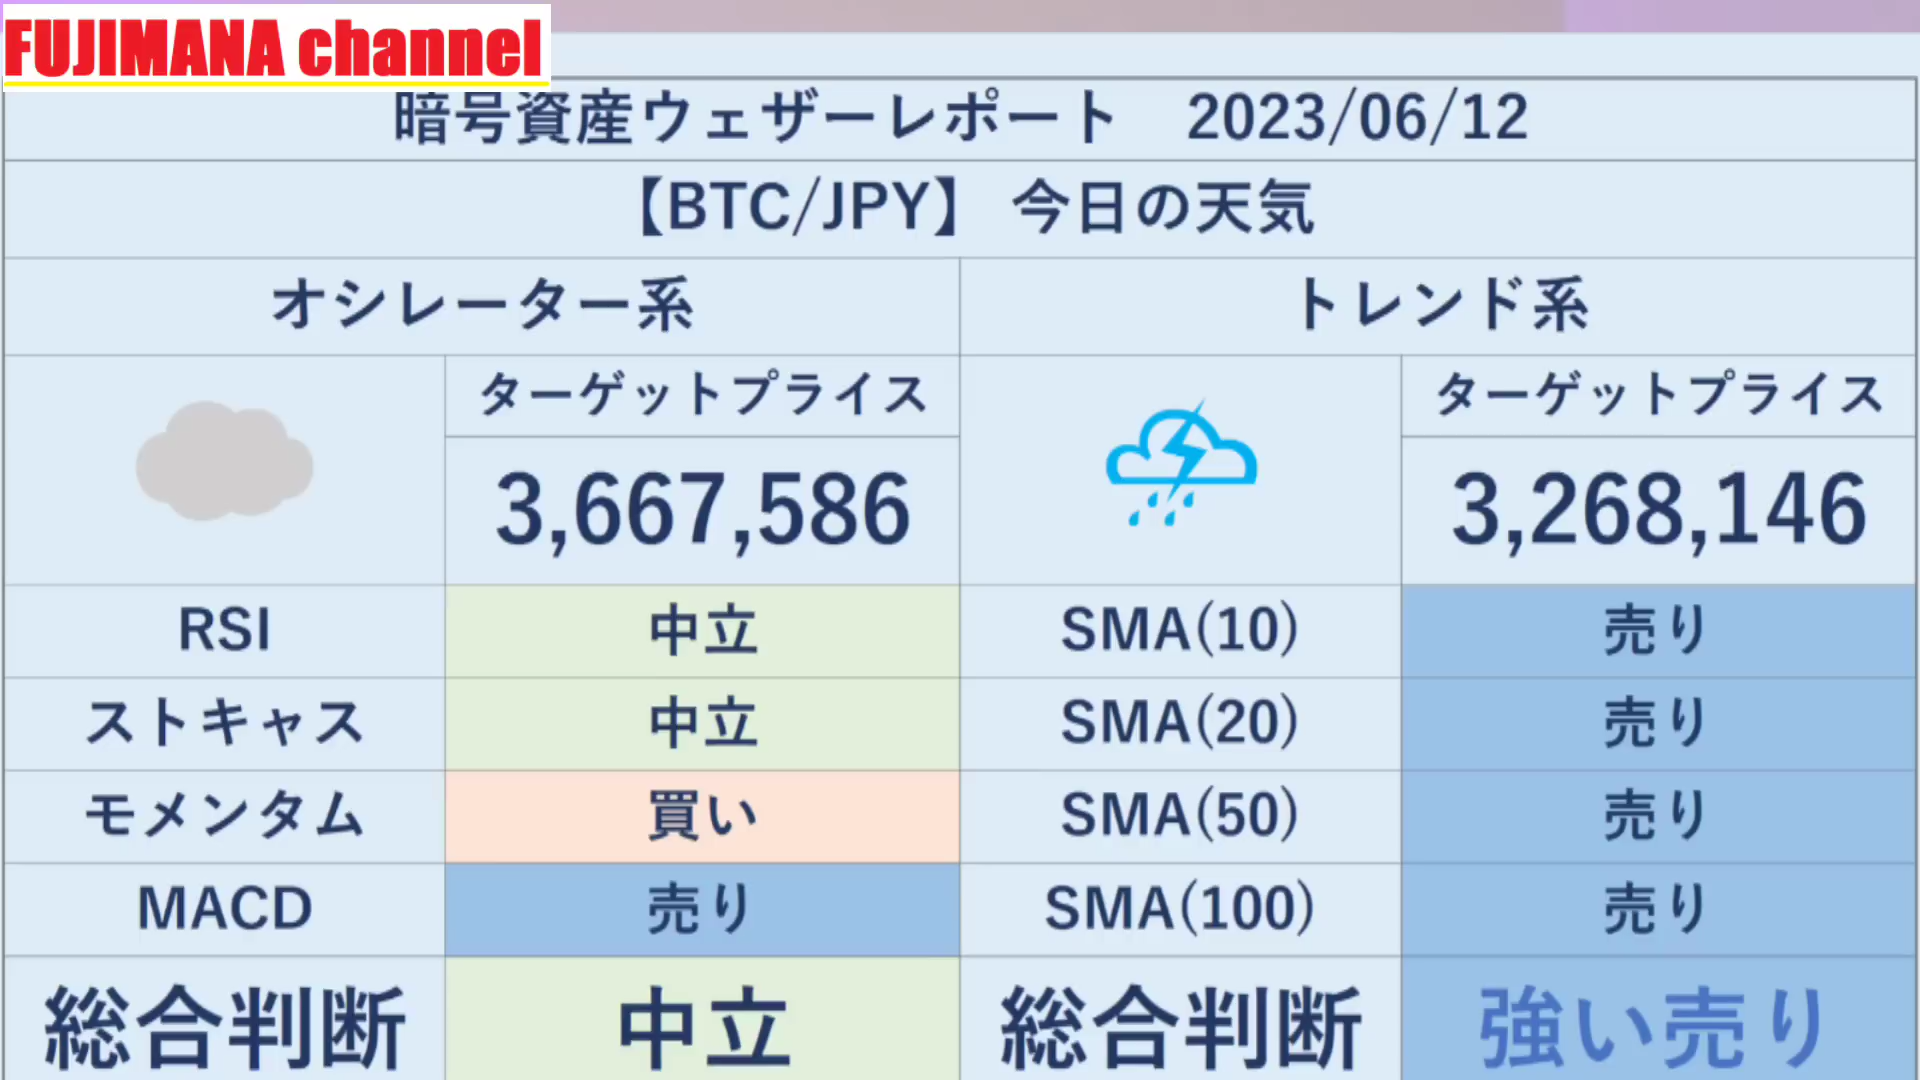 FUJIMANA channel
暗号資産ウェザーレポート 2023/06/12
【BTC/JPY】 今日の天気
オシレーター系 トレンド系
ターゲットプライス ターゲットプライス
3,667,586 3,268,146
RSI 中立 SMA(10) 売り
ストキャス 中立 SMA(20) 売り
モメンタム 買い SMA(50) 売り
MACD 売り SMA(100) 売り
総合判断 中立 総合判断 強い売り